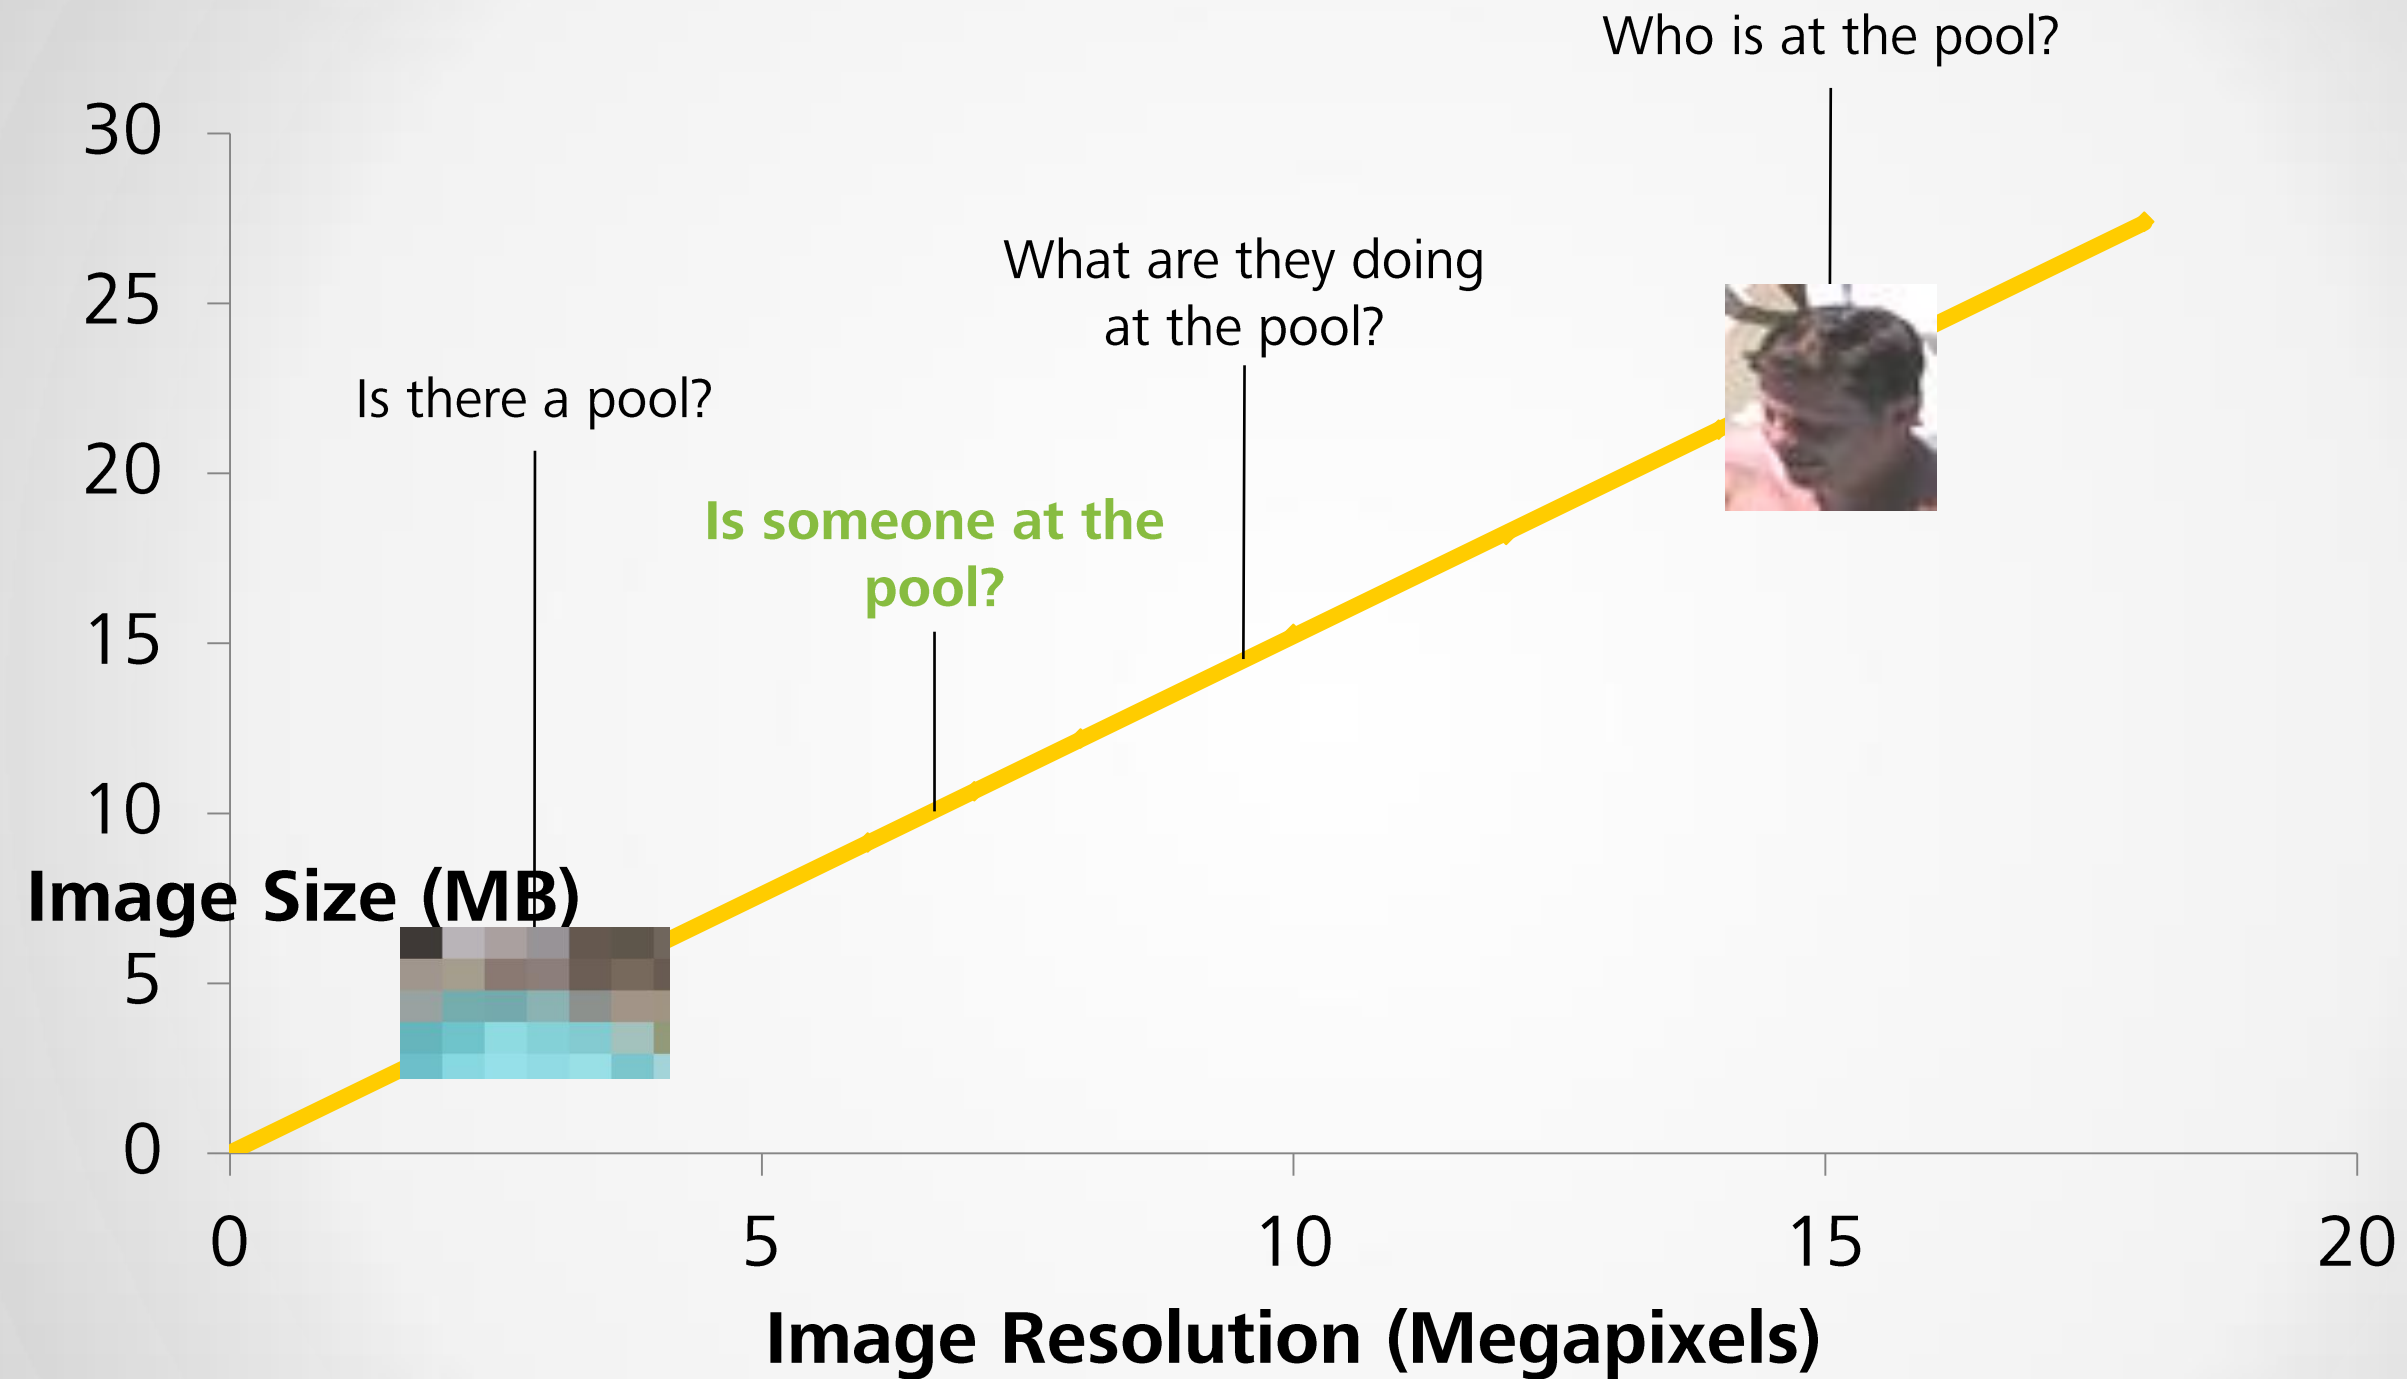 Who is at the pool?
30
What are they doing
at the pool?
25
Is there a pool?
20
Is someone at the
pool?
15
10
Image Size (MB)
5
0
0 5 10 15 20
Image Resolution (Megapixels)